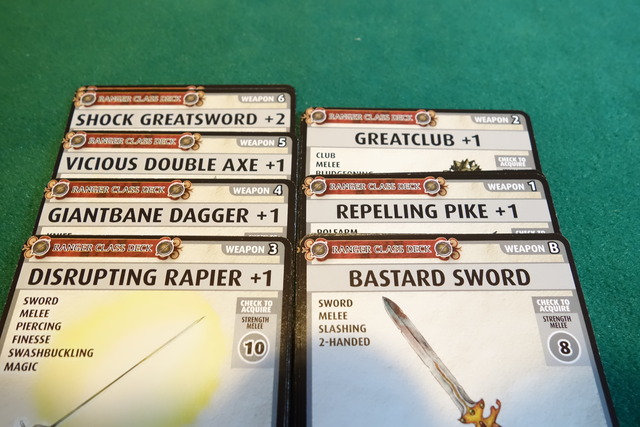 RANGER CLASS DECK WEAPON 6
SHOCK GREATSWORD +2
RANGER CLASS DECK WEAPON 5
VICIOUS DOUBLE AXE +1
RANGER CLASS DECK WEAPON 4
GIANTBANE DAGGER +1
RANGER CLASS DECK WEAPON 3
DISRUPTING RAPIER +1
SWORD
MELEE
PIERCING
FINESSE
SWASHBUCKLING
MAGIC
CHECK TO
ACQUIRE
STRENGTH
MELEE
10
RANGER CLASS DECK WEAPON 2
GREATCLUB +1
CLUB
MELEE
BLUDGEONING
CHECK TO
ACQUIRE
RANGER CLASS DECK WEAPON 1
REPELLING PIKE +1
POLEARM
RANGER CLASS DECK WEAPON B
BASTARD SWORD
SWORD
MELEE
SLASHING
2-HANDED
CHECK TO
ACQUIRE
STRENGTH
MELEE
8